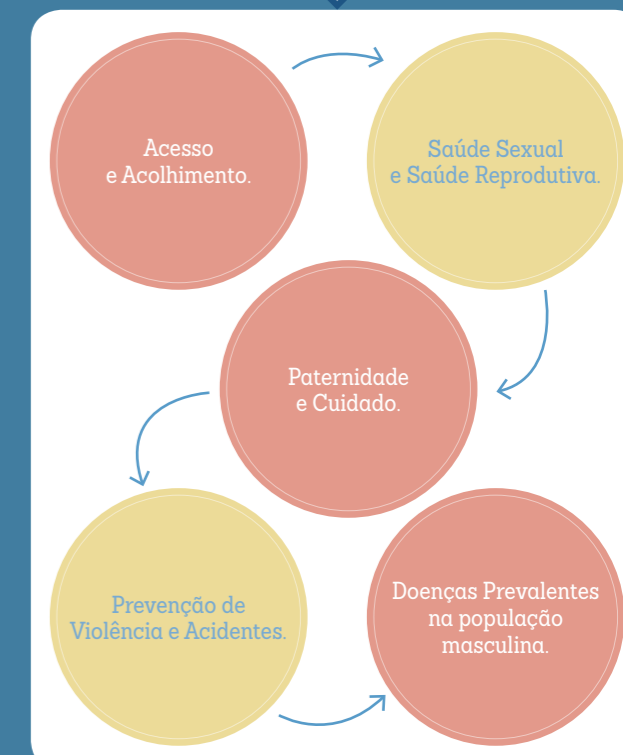 Acesso
e Acolhimento.
Saúde Sexual
e Saúde Reprodutiva.
Paternidade
e Cuidado.
Prevenção de
Violência e Acidentes.
Doenças Prevalentes
na população
masculina.